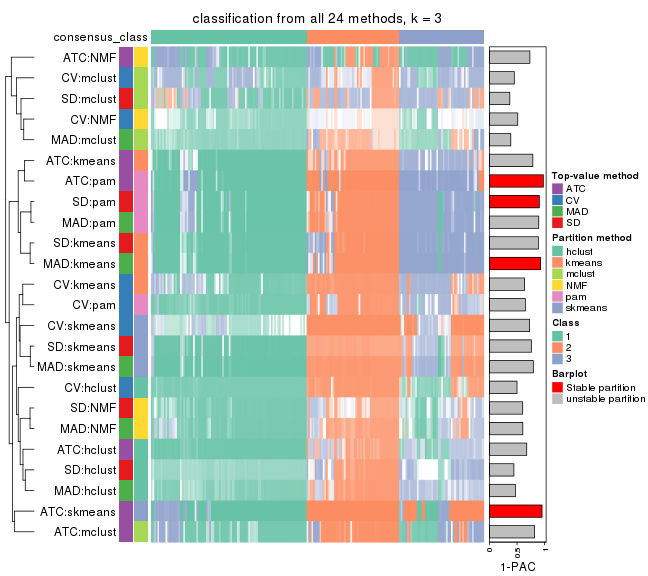 classification from all 24 methods, k = 3
consensus_class
ATC:NMF
CV:mclust
SD:mclust
CV:NMF
MAD:mclust
ATC:kmeans
ATC:pam
SD:pam
MAD:pam
SD:kmeans
MAD:kmeans
CV:kmeans
CV:pam
CV:skmeans
SD:skmeans
MAD:skmeans
CV:hclust
SD:NMF
MAD:NMF
ATC:hclust
SD:hclust
MAD:hclust
ATC:skmeans
ATC:mclust
0
0.5
1
1-PAC
Top-value method
ATC
CV
MAD
SD
Partition method
hclust
kmeans
mclust
NMF
pam
skmeans
Class
1
2
3
Barplot
Stable partition
unstable partition